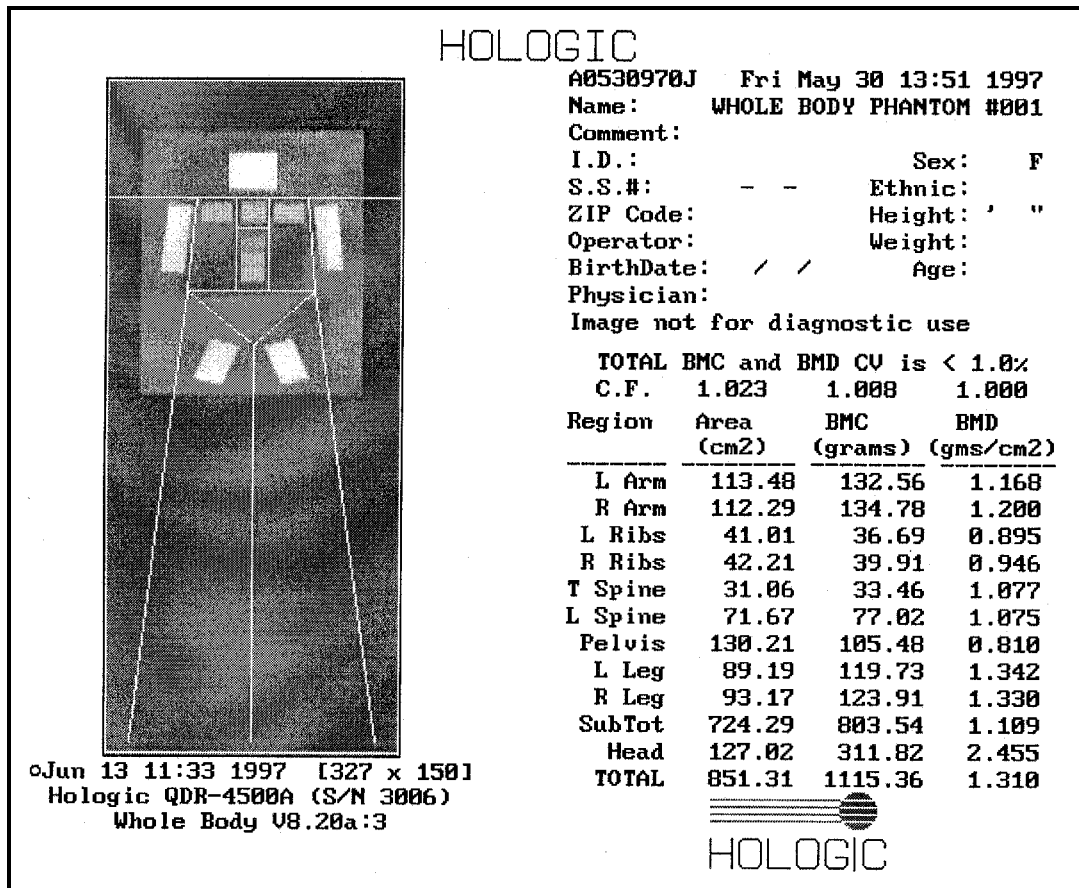 HOLOGIC
A0530970J Fri May 30 13:51 1997
Name: WHOLE BODY PHANTOM #001
Comment:
I.D.: Sex: F
S.S.#: - - Ethnic:
ZIP Code: Height: ' "
Operator: Weight:
BirthDate: / / Age:
Physician:
Image not for diagnostic use
TOTAL BMC and BMD CV is < 1.0%
C.F. 1.023 1.008 1.000
Region Area BMC BMD
(cm2) (grams) (gms/cm2)
L Arm 113.48 132.56 1.168
R Arm 112.29 134.78 1.200
L Ribs 41.01 36.69 0.895
R Ribs 42.21 39.91 0.946
T Spine 31.06 33.46 1.077
L Spine 71.67 77.02 1.075
Pelvis 130.21 105.48 0.810
L Leg 89.19 119.73 1.342
R Leg 93.17 123.91 1.330
SubTot 724.29 803.54 1.109
Head 127.02 311.82 2.455
TOTAL 851.31 1115.36 1.310
Jun 13 11:33 1997 [327 x 150]
Hologic QDR-4500A (S/N 3006)
Whole Body V8.20a:3
HOLOGIC